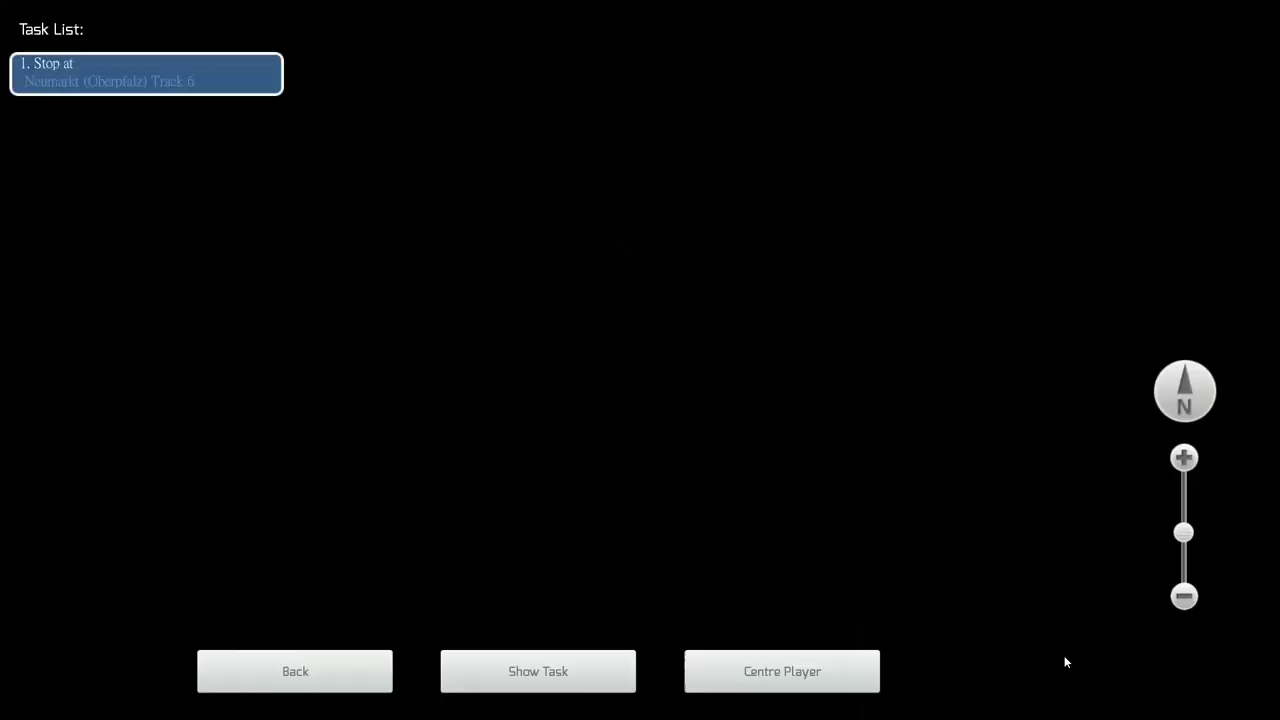 Task List:
1. Stop at
Neumarkt (Oberpfalz) Track 6
N
Back
Show Task
Centre Player